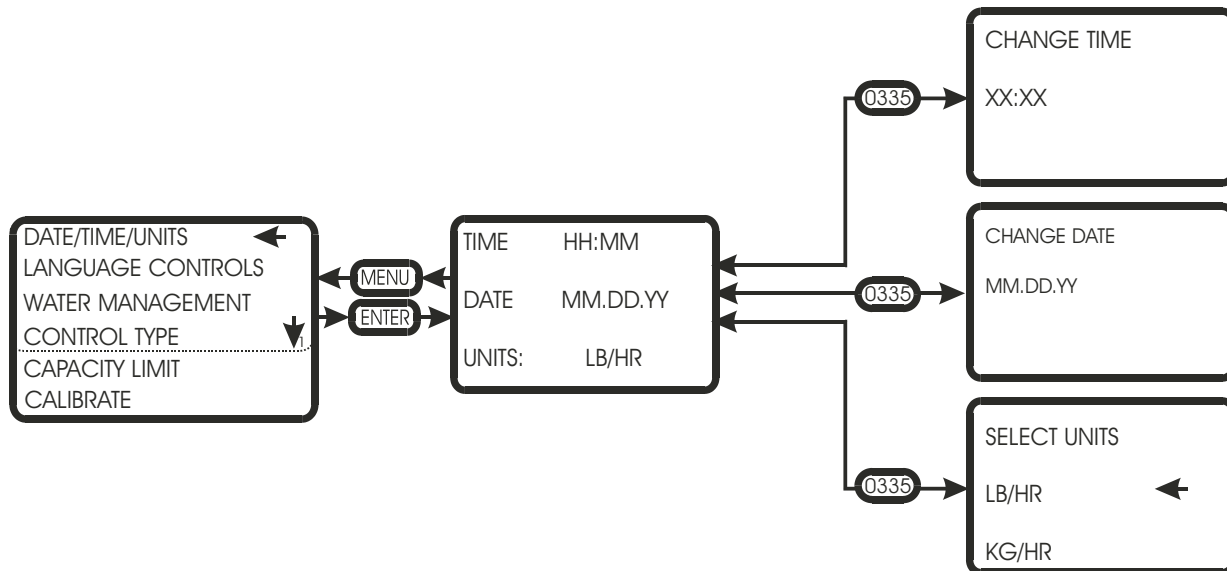 DATE/TIME/UNITS
LANGUAGE CONTROLS
WATER MANAGEMENT
CONTROL TYPE
1
CAPACITY LIMIT
CALIBRATE
MENU
ENTER
TIME HH:MM
DATE MM.DD.YY
UNITS: LB/HR
0335
CHANGE TIME
XX:XX
0335
CHANGE DATE
MM.DD.YY
0335
SELECT UNITS
LB/HR
KG/HR